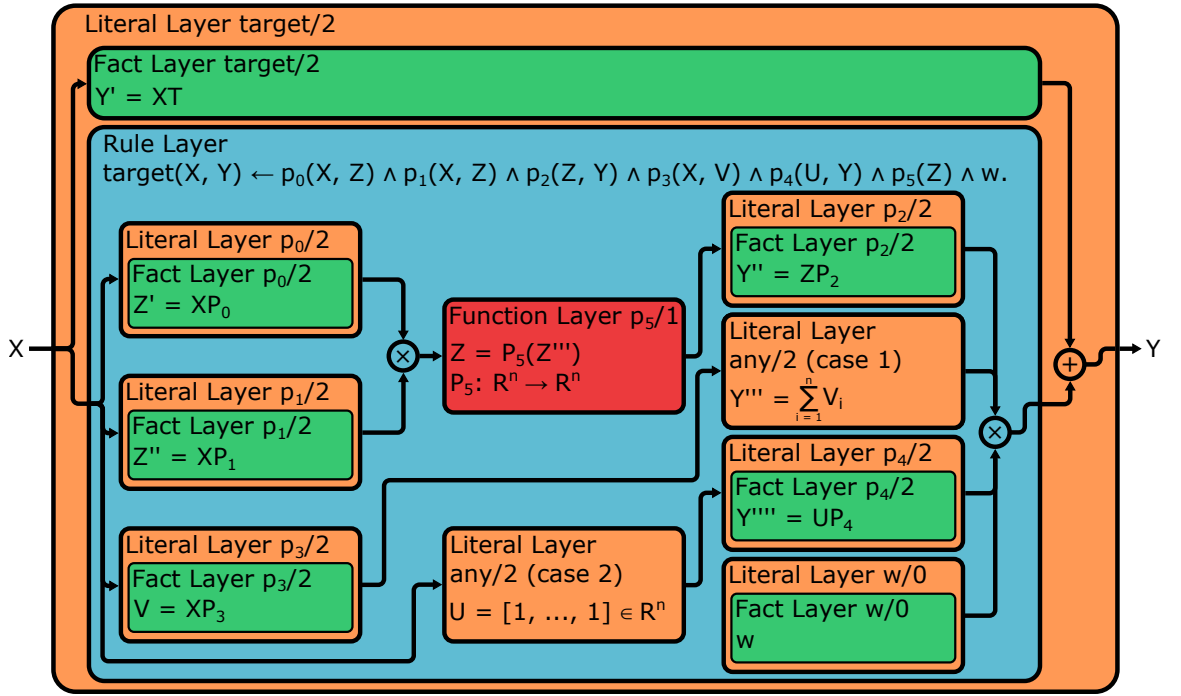 Literal Layer target/2
Fact Layer target/2
Y' = XT
Rule Layer
target(X, Y) ← p₀(X, Z) ∧ p₁(X, Z) ∧ p₂(Z, Y) ∧ p₃(X, V) ∧ p₄(U, Y) ∧ p₅(Z) ∧ w.
X
Literal Layer p₀/2
Fact Layer p₀/2
Z' = XP₀
×
Literal Layer p₁/2
Fact Layer p₁/2
Z'' = XP₁
Literal Layer p₃/2
Fact Layer p₃/2
V = XP₃
Function Layer p₅/1
Z = P₅(Z''')
P₅: Rⁿ → Rⁿ
Literal Layer
any/2 (case 2)
U = [1, ..., 1] ∈ Rⁿ
Literal Layer p₂/2
Fact Layer p₂/2
Y'' = ZP₂
Literal Layer
any/2 (case 1)
Y''' = ∑ⁿᵢ ₌ ₁ Vᵢ
Literal Layer p₄/2
Fact Layer p₄/2
Y'''' = UP₄
Literal Layer w/0
Fact Layer w/0
w
×
+
Y